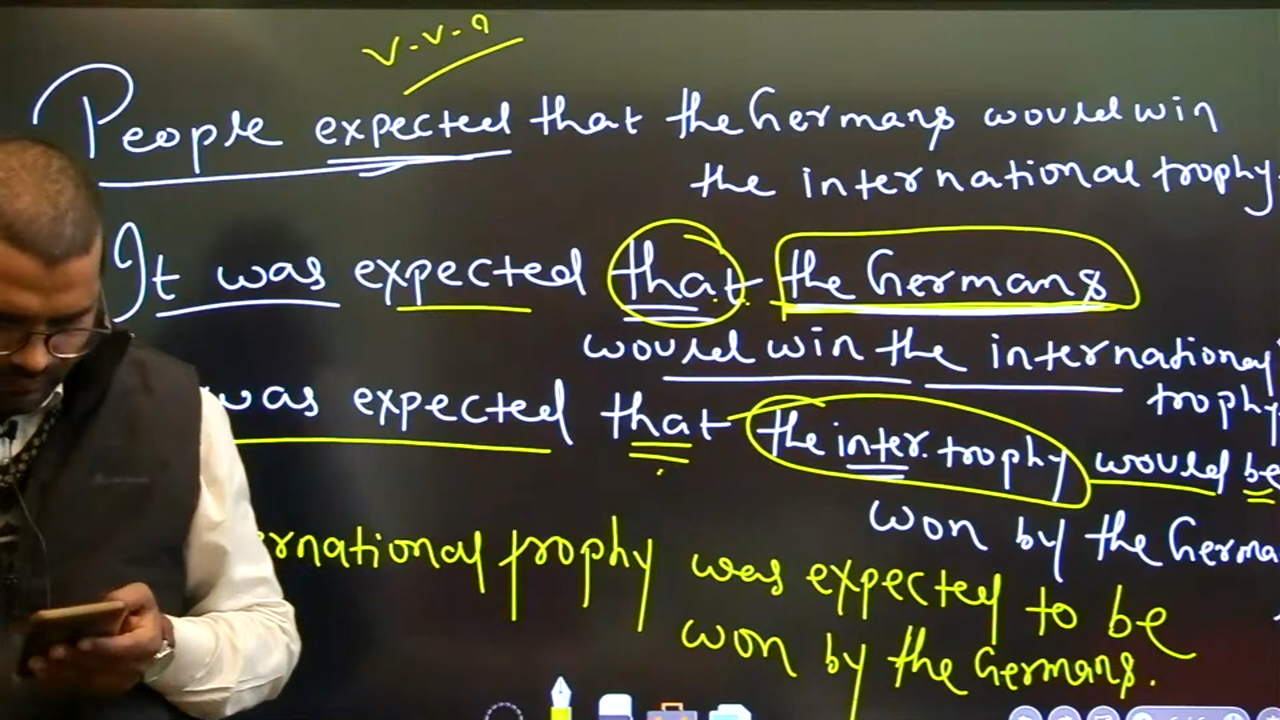 V.V.9
People expected that the Germans would win
the international trophy.
It was expected that the Germans
would win the international
trophy
was expected that the inter. trophy would be
won by the Germa
ernational trophy was expected to be
won by the Germans.